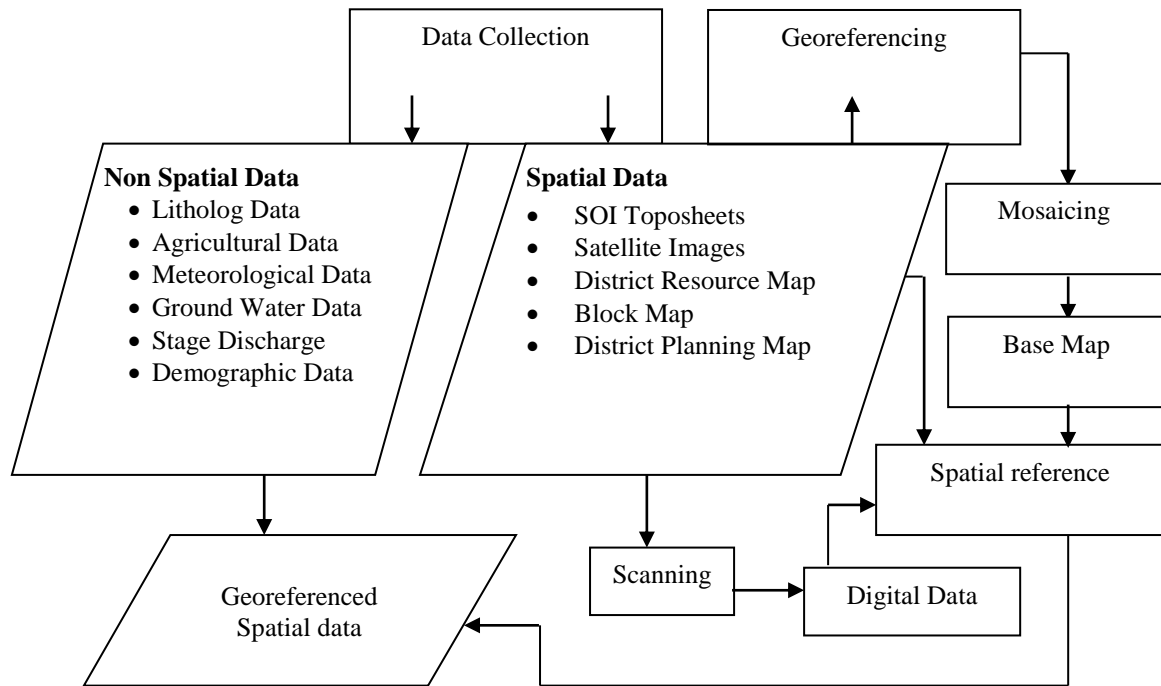 Data Collection
Georeferencing
Non Spatial Data
• Litholog Data
• Agricultural Data
• Meteorological Data
• Ground Water Data
• Stage Discharge
• Demographic Data
Spatial Data
• SOI Toposheets
• Satellite Images
• District Resource Map
• Block Map
• District Planning Map
Mosaicing
Base Map
Spatial reference
Scanning
Digital Data
Georeferenced
Spatial data